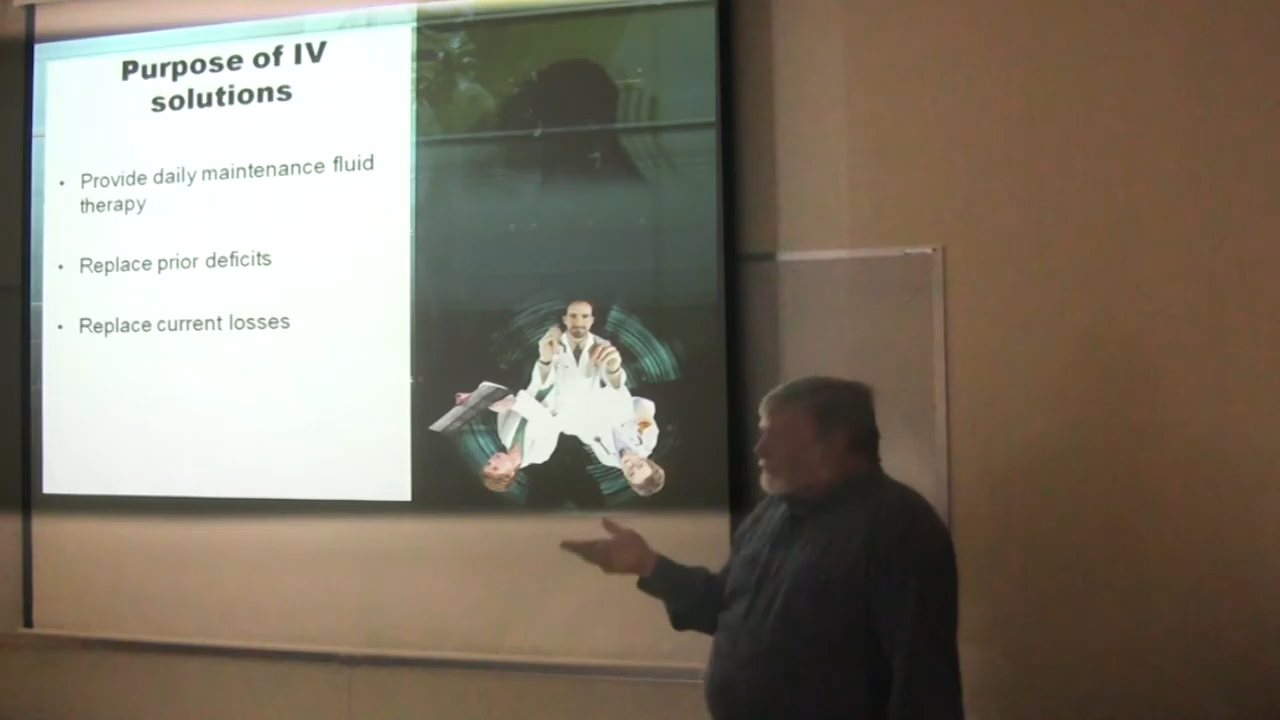 Purpose of IV
solutions
• Provide daily maintenance fluid
therapy
• Replace prior deficits
• Replace current losses